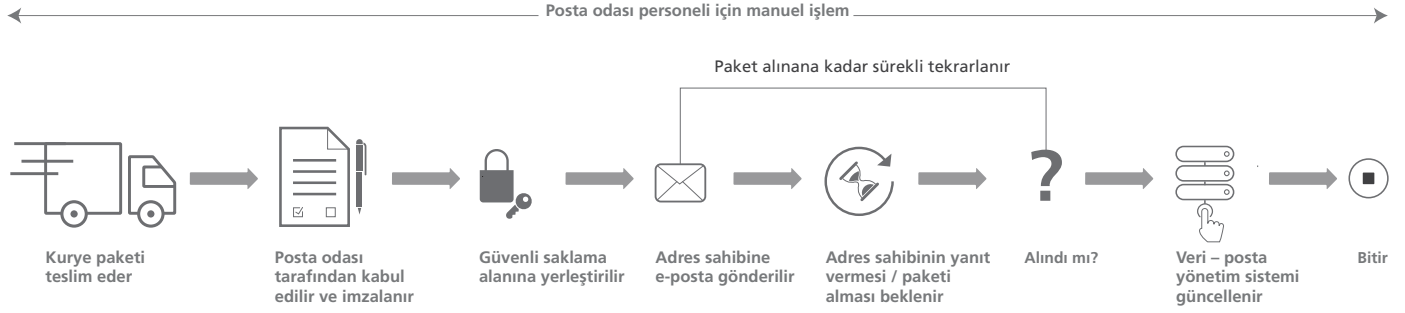 Posta odası personeli için manuel işlem
Paket alınana kadar sürekli tekrarlanır
Kurye paketi
teslim eder
Posta odası
tarafından kabul
edilir ve imzalanır
Güvenli saklama
alanına yerleştirilir
Adres sahibine
e-posta gönderilir
Adres sahibinin yanıt
vermesi / paketi
alması beklenir
Alındı mı?
Veri – posta
yönetim sistemi
güncellenir
Bitir